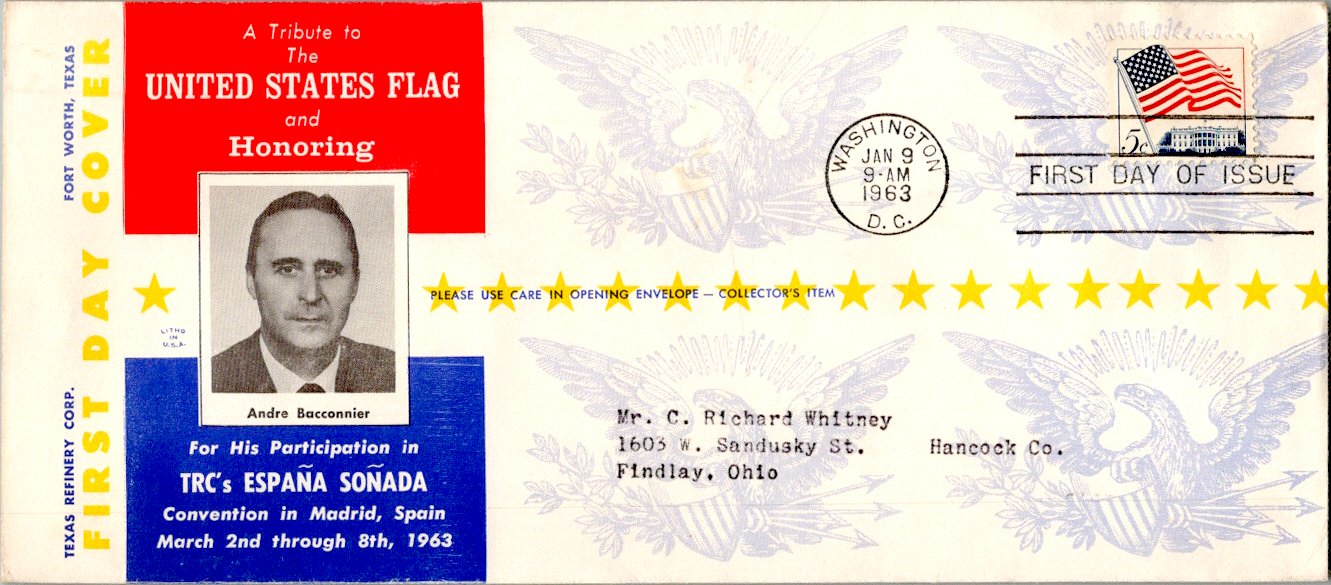 FORT WORTH, TEXAS
TEXAS REFINERY CORP.
FIRST DAY COVER
A Tribute to
The
UNITED STATES FLAG
and
Honoring
Andre Bacconnier
For His Participation in
TRC's ESPAÑA SOÑADA
Convention in Madrid, Spain
March 2nd through 8th, 1963
LITHO
IN
U.S.A.
PLEASE USE CARE IN OPENING ENVELOPE — COLLECTOR'S ITEM
WASHINGTON
JAN 9
9-AM
1963
D. C.
5c
FIRST DAY OF ISSUE
Mr. C. Richard Whitney
1603 W. Sandusky St. Hancock Co.
Findlay, Ohio